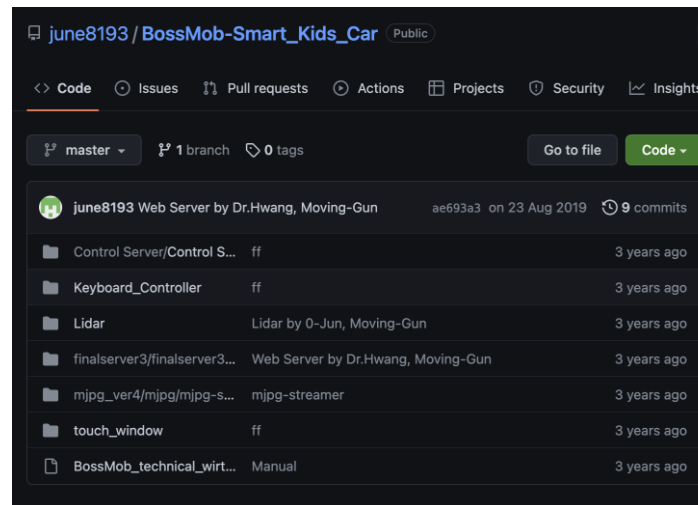 june8193/BossMob-Smart_Kids_Car Public
<> Code Issues Pull requests Actions Projects Security Insights
master 1 branch 0 tags Go to file Code
june8193 Web Server by Dr.Hwang, Moving-Gun ae693a3 on 23 Aug 2019 9 commits
Control Server/Control S... ff 3 years ago
Keyboard_Controller ff 3 years ago
Lidar Lidar by 0-Jun, Moving-Gun 3 years ago
finalserver3/finalserver3... Web Server by Dr.Hwang, Moving-Gun 3 years ago
mjpg_ver4/mjpg/mjpg-s... mjpg-streamer 3 years ago
touch_window ff 3 years ago
BossMob_technical_wirt... Manual 3 years ago